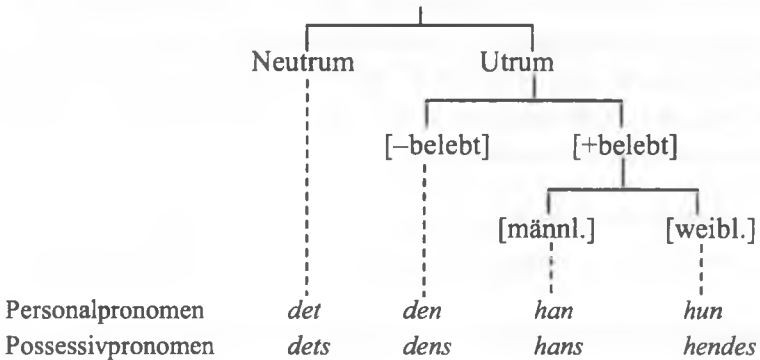 Neutrum Utrum
[–belebt] [+belebt]
[männl.] [weibl.]
Personalpronomen det den han hun
Possessivpronomen dets dens hans hendes